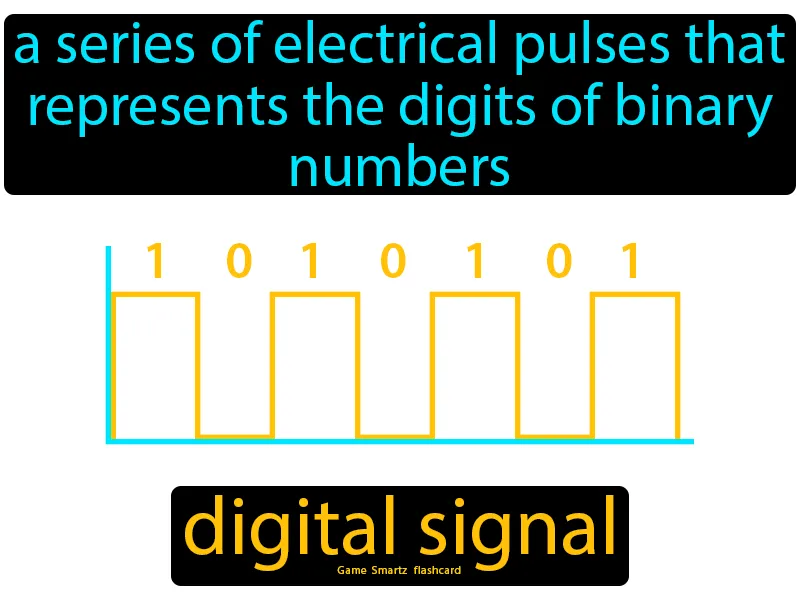 a series of electrical pulses that
represents the digits of binary
numbers
1 0 1 0 1 0 1
digital signal
Game Smartz flashcard